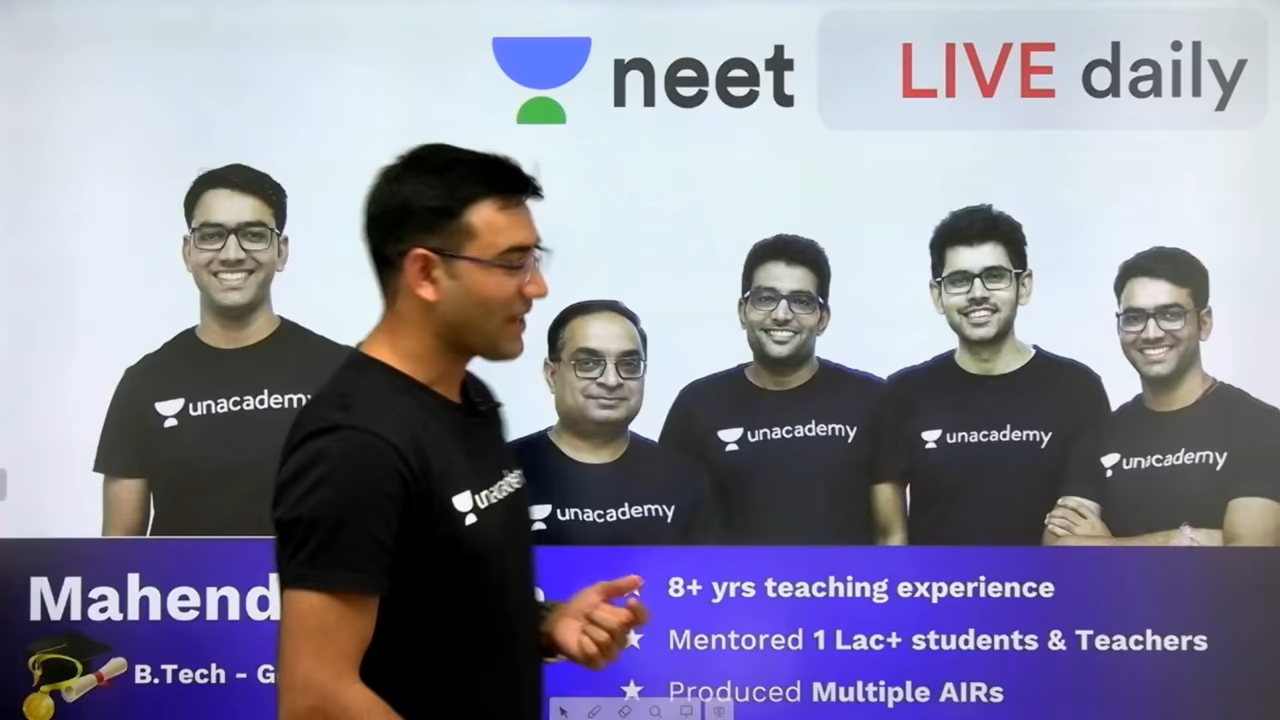 neet
LIVE daily
unacademy
unacademy
unacademy
unacademy
unacademy
B.Tech -
8+ yrs teaching experience
Mentored 1 Lac+ students & Teachers
Produced Multiple AIRs